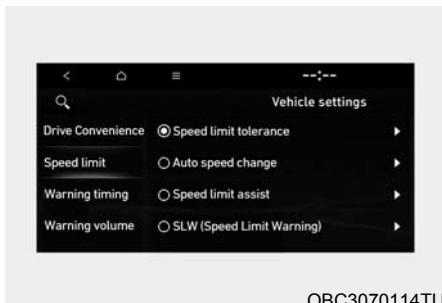 --:--
Vehicle settings
Drive Convenience
Speed limit tolerance
Speed limit
Auto speed change
Warning timing
Speed limit assist
Warning volume
SLW (Speed Limit Warning)